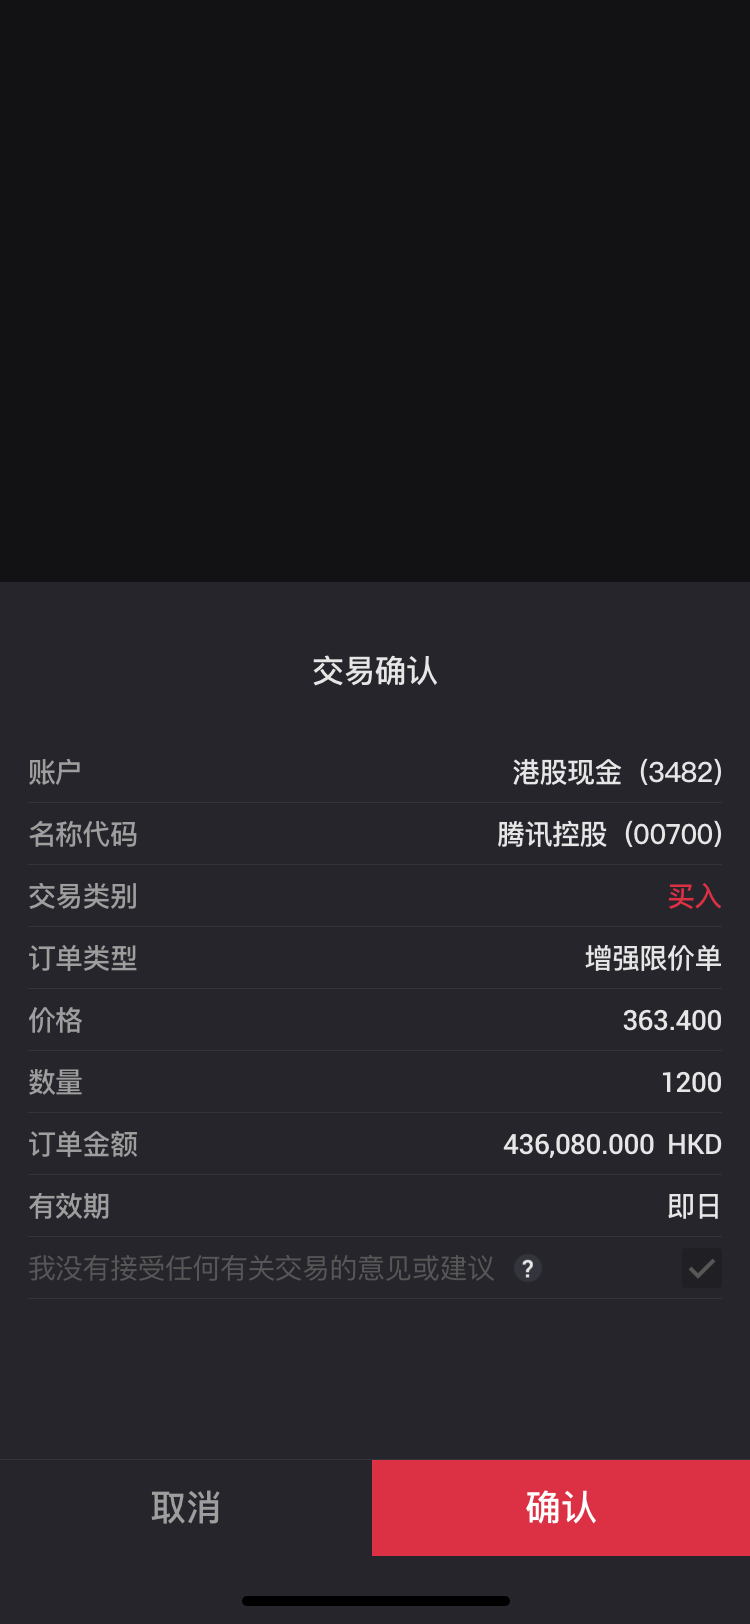 交易确认
账户 港股现金 (3482)
名称代码 腾讯控股 (00700)
交易类别 买入
订单类型 增强限价单
价格 363.400
数量 1200
订单金额 436,080.000 HKD
有效期 即日
我没有接受任何有关交易的意见或建议 ?
取消 确认